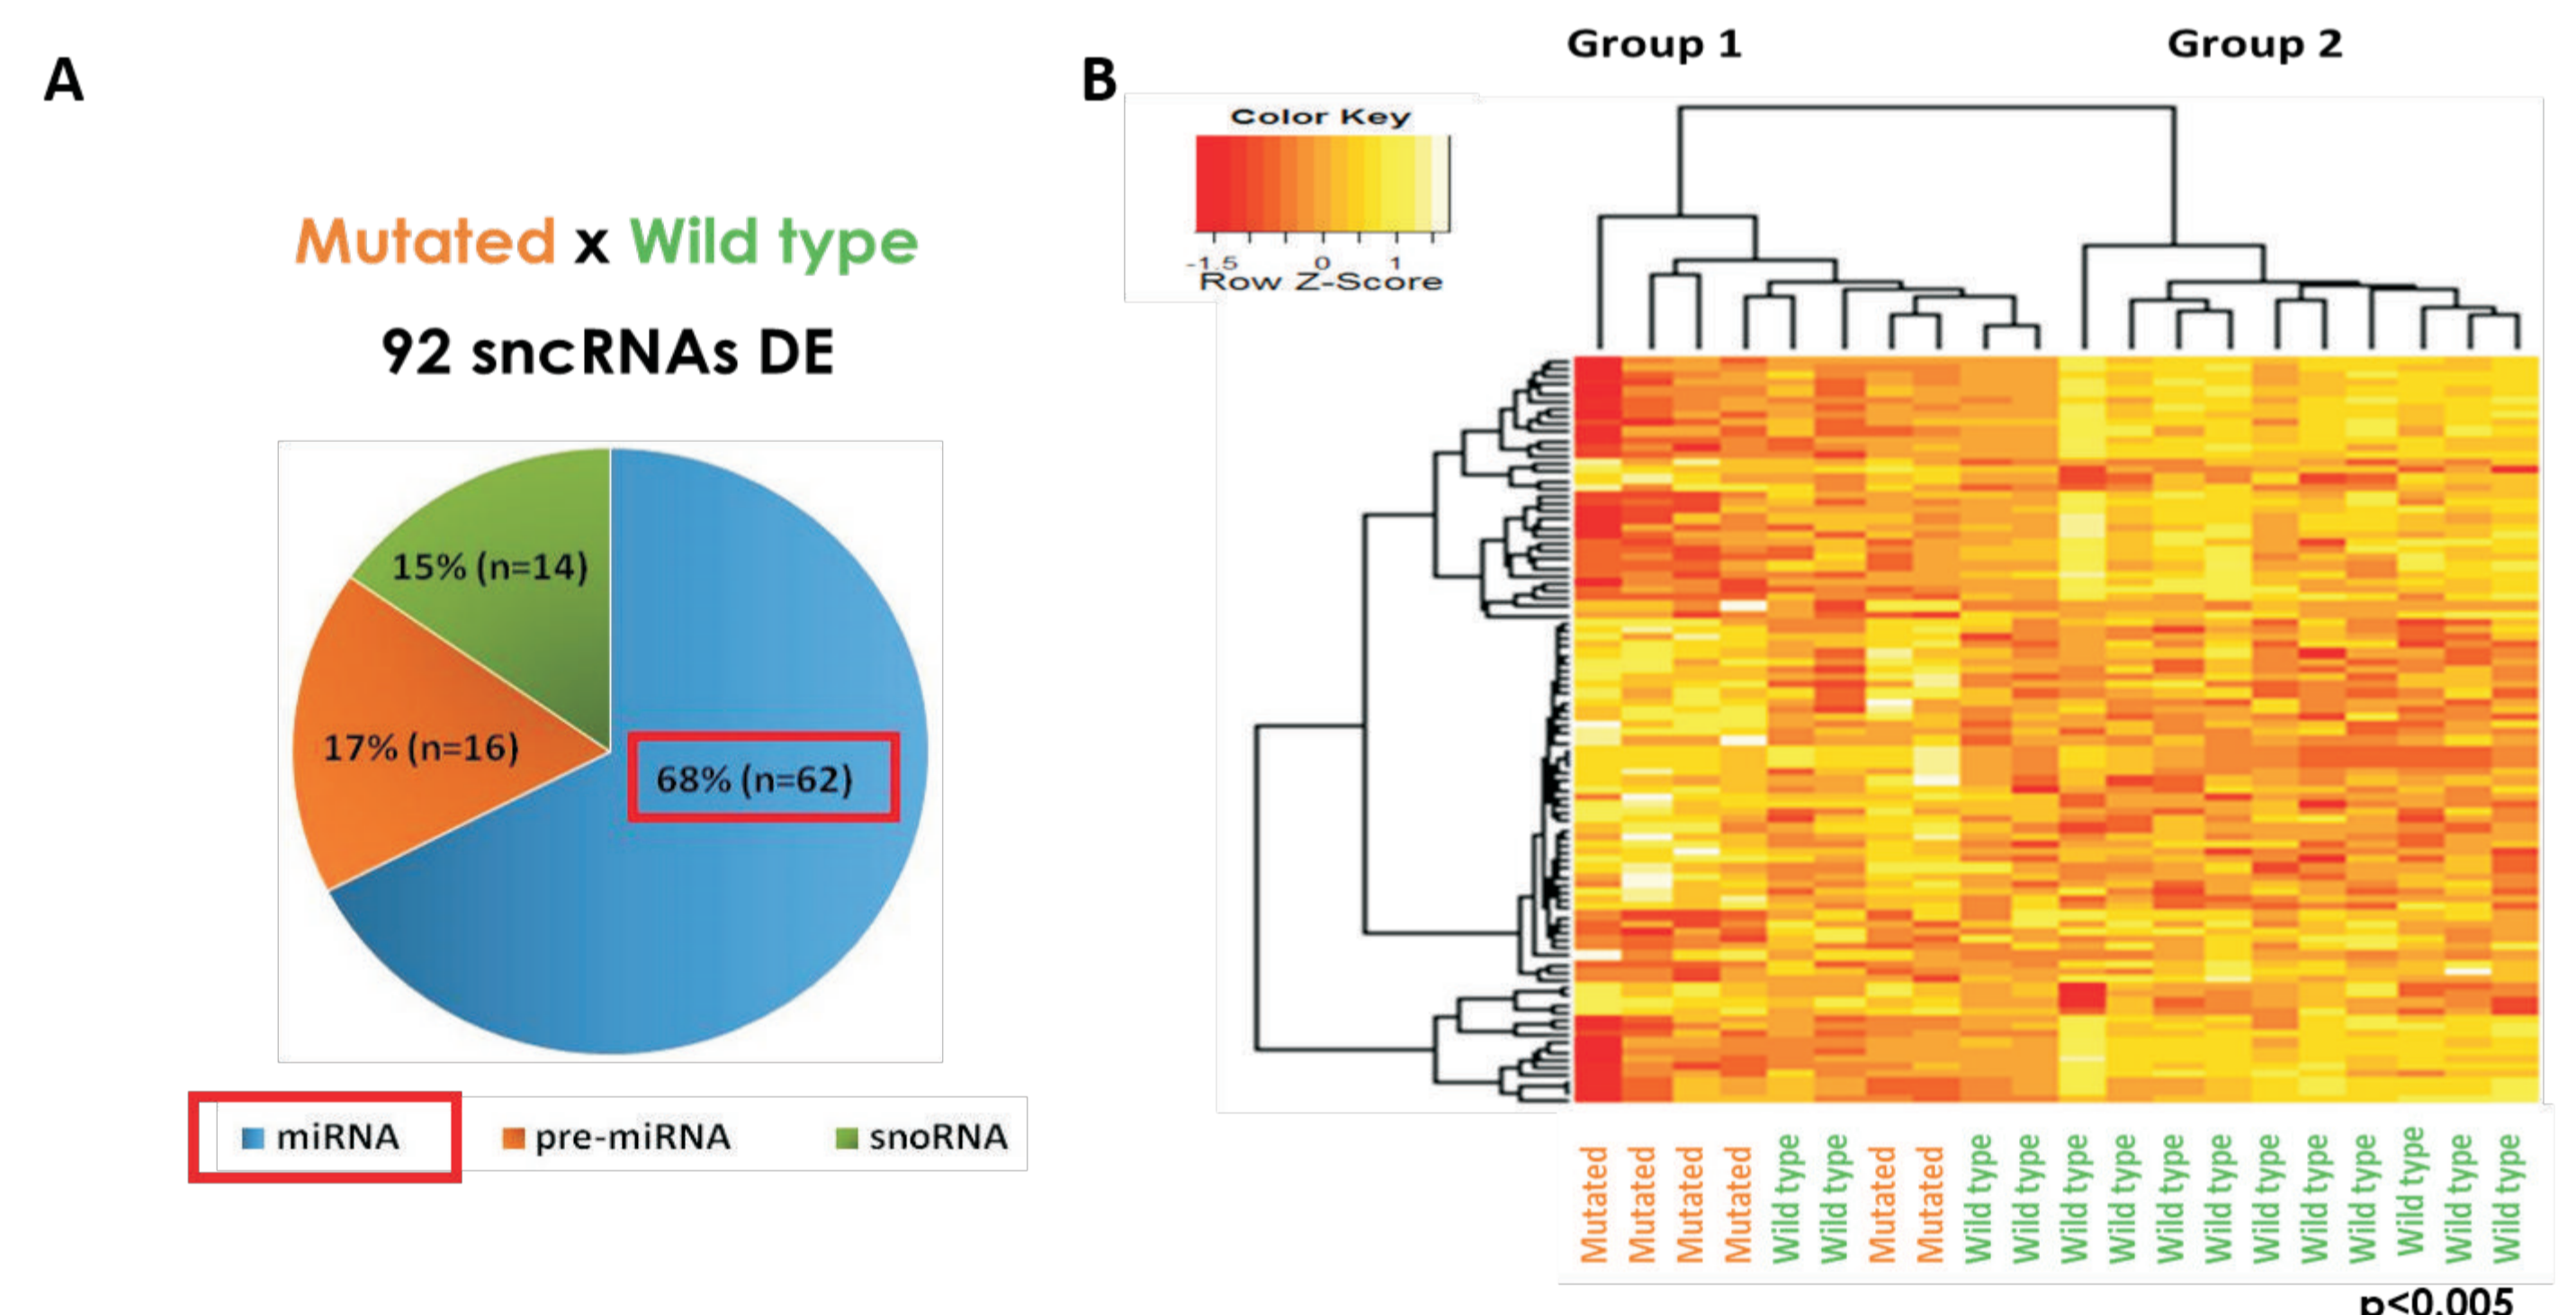 A
Mutated x Wild type
92 sncRNAs DE
15% (n=14)
17% (n=16)
68% (n=62)
miRNA
pre-miRNA
snoRNA
B
Group 1
Group 2
Color Key
-1.5 0 1
Row Z-Score
Mutated
Mutated
Mutated
Mutated
Wild type
Wild type
Mutated
Mutated
Wild type
Wild type
Wild type
Wild type
Wild type
Wild type
Wild type
Wild type
Wild type
Wild type
Wild type
Wild type
p<0.005